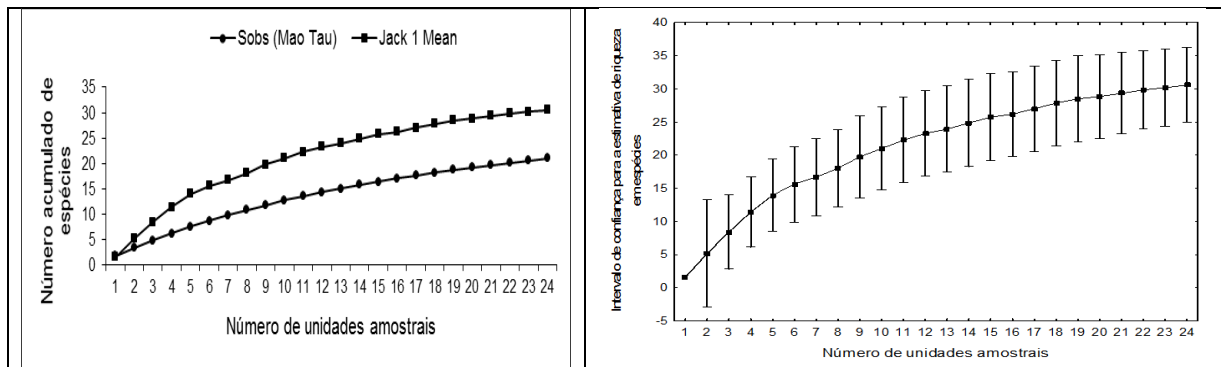 Sobs (Mao Tau) Jack 1 Mean
Número acumulado de
espécies
35
30
25
20
15
10
5
0
1 2 3 4 5 6 7 8 9 10 11 12 13 14 15 16 17 18 19 20 21 22 23 24
Número de unidades amostrais
Intervalo de confiança para a estimativa de riqueza
em espécies
40
35
30
25
20
15
10
5
0
-5
1 2 3 4 5 6 7 8 9 10 11 12 13 14 15 16 17 18 19 20 21 22 23 24
Número de unidades amostrais